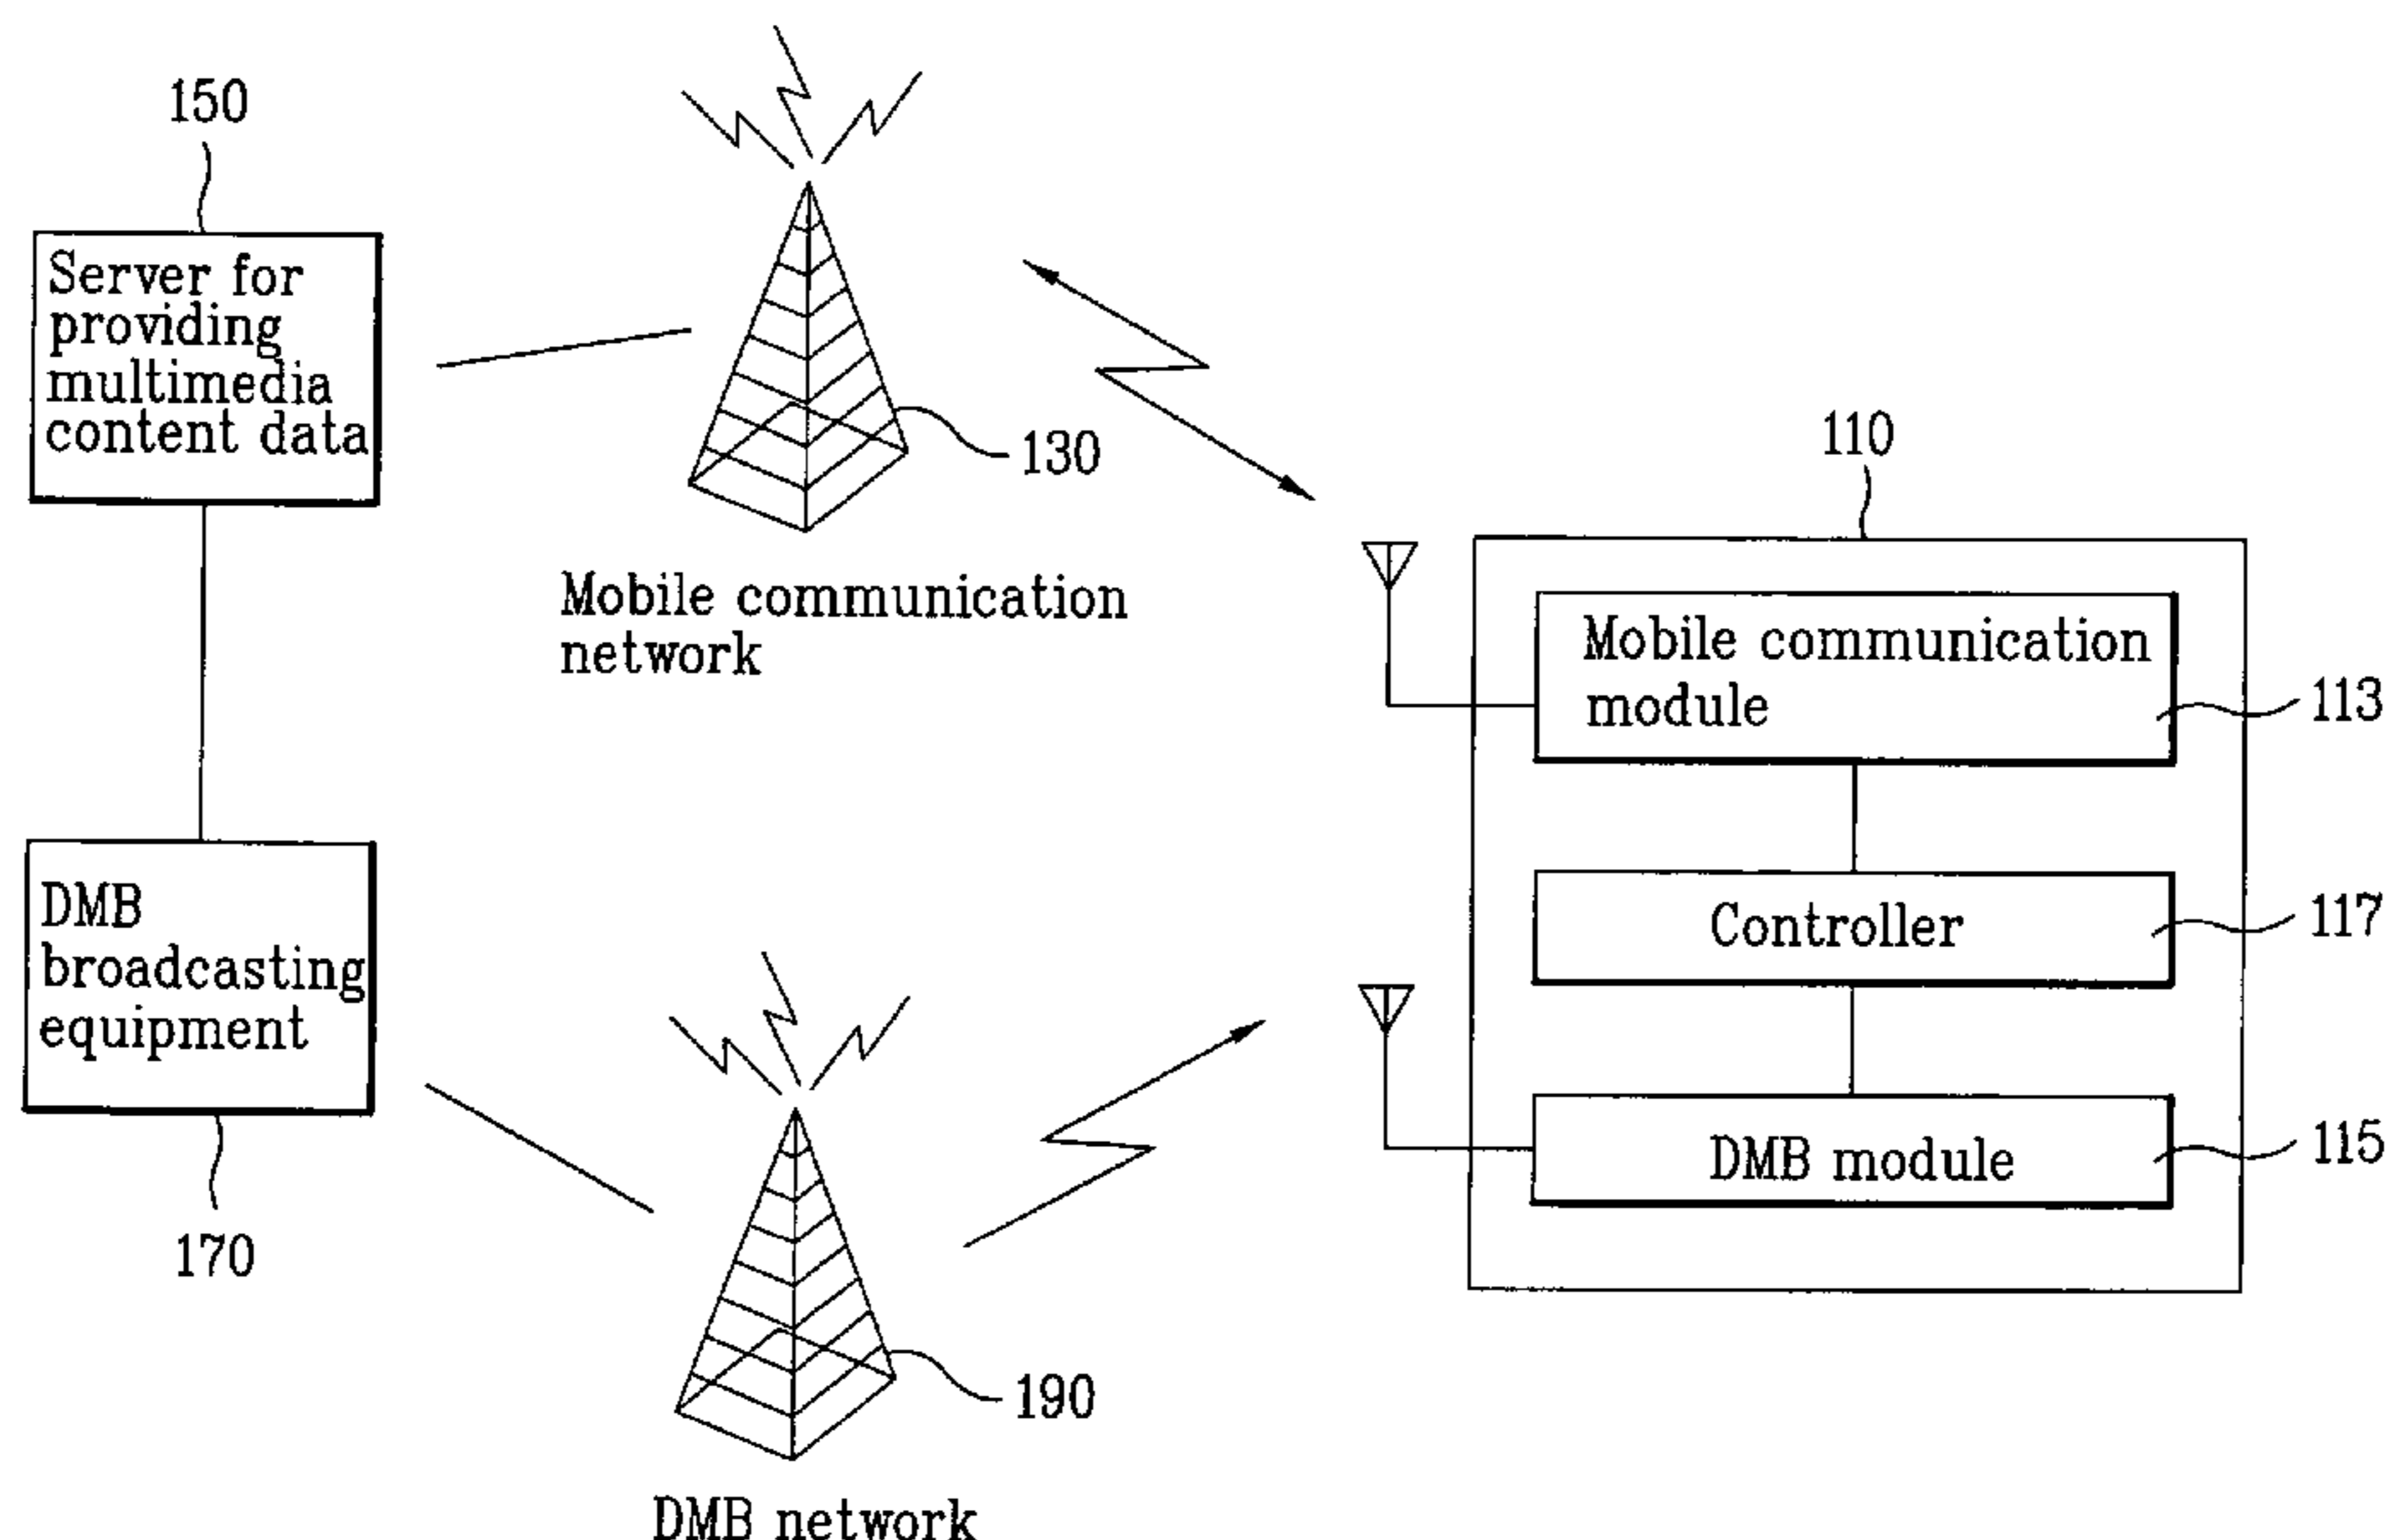 150
Server for
providing
multimedia
content data
130
Mobile communication
network
110
Mobile communication
module
113
Controller
117
DMB module
115
DMB
broadcasting
equipment
170
190
DMB network